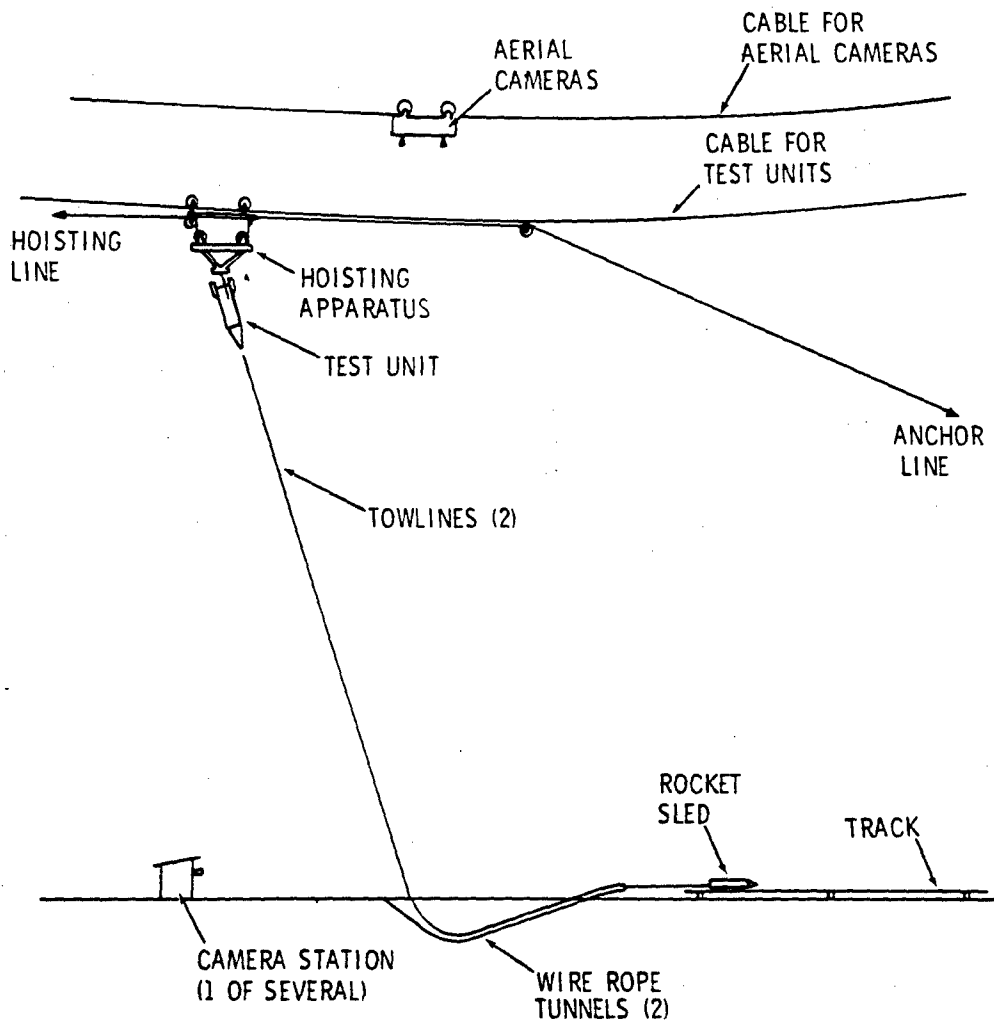 CABLE FOR
AERIAL CAMERAS
AERIAL
CAMERAS
CABLE FOR
TEST UNITS
HOISTING
LINE
HOISTING
APPARATUS
TEST UNIT
ANCHOR
LINE
TOWLINES (2)
ROCKET
SLED
TRACK
CAMERA STATION
(1 OF SEVERAL)
WIRE ROPE
TUNNELS (2)